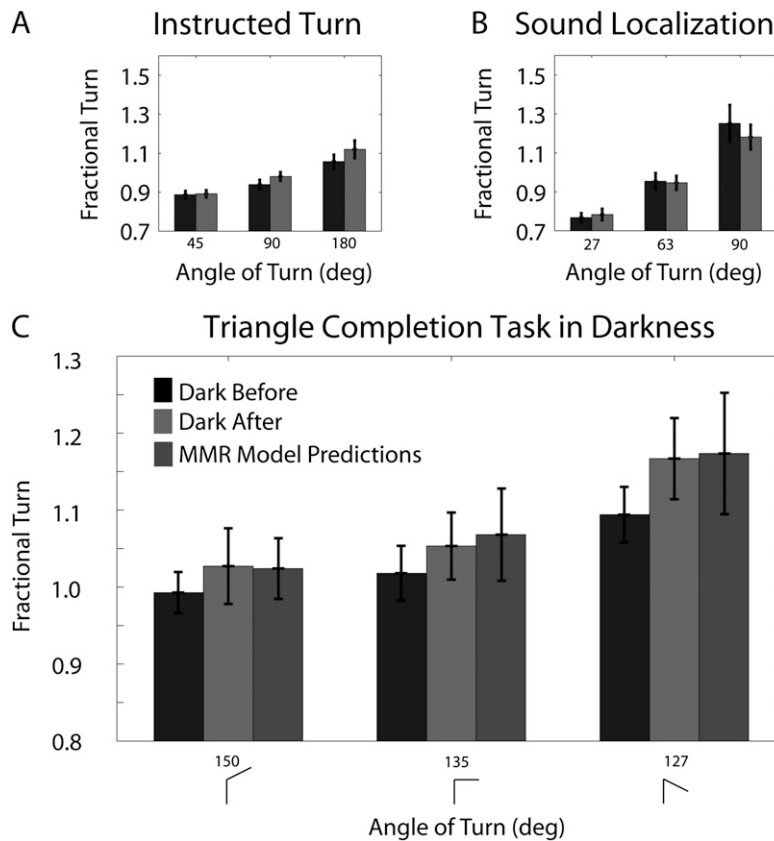 A Instructed Turn
B Sound Localization
Fractional Turn
1.5
1.3
1.1
0.9
0.7
45 90 180
Angle of Turn (deg)
Fractional Turn
1.5
1.3
1.1
0.9
0.7
27 63 90
Angle of Turn (deg)
C Triangle Completion Task in Darkness
Fractional Turn
1.3
1.2
1.1
1.0
0.9
0.8
Dark Before
Dark After
MMR Model Predictions
150 135 127
Angle of Turn (deg)